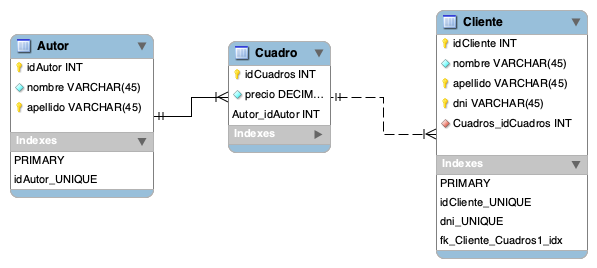 Autor
idAutor INT
nombre VARCHAR(45)
apellido VARCHAR(45)
Indexes
PRIMARY
idAutor_UNIQUE
Cuadro
idCuadros INT
precio DECIM...
Autor_idAutor INT
Indexes
Cliente
idCliente INT
nombre VARCHAR(45)
apellido VARCHAR(45)
dni VARCHAR(45)
Cuadros_idCuadros INT
Indexes
PRIMARY
idCliente_UNIQUE
dni_UNIQUE
fk_Cliente_Cuadros1_idx